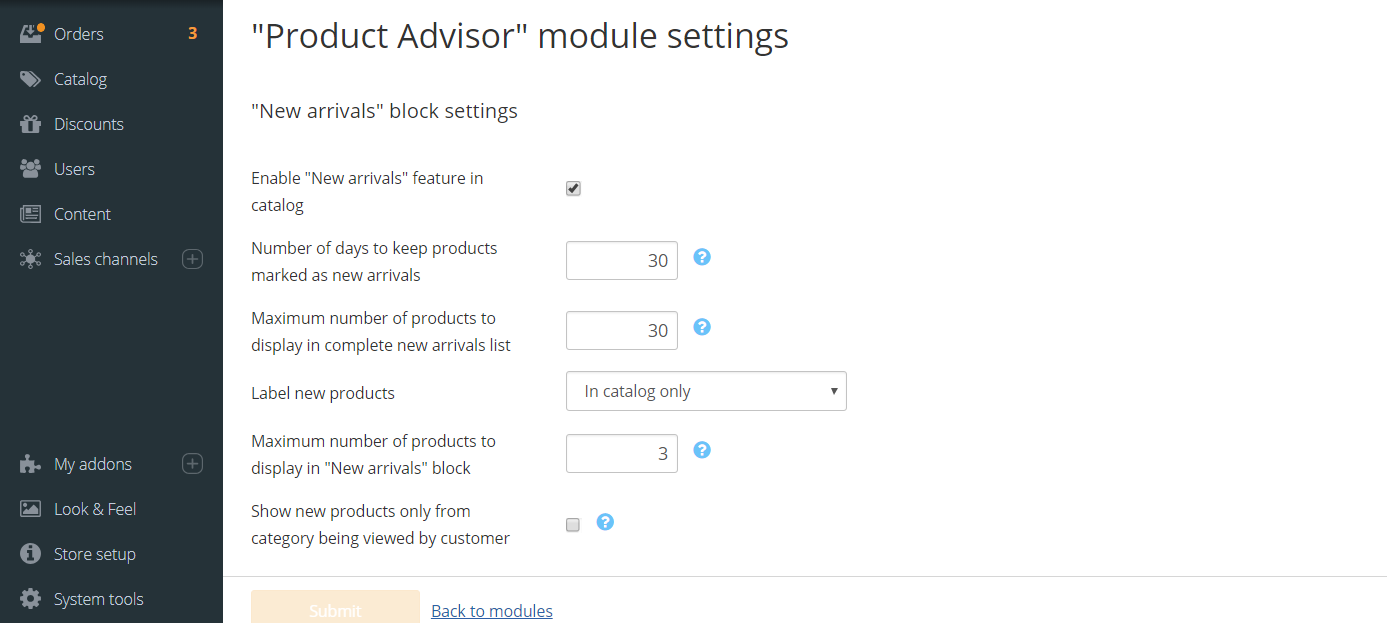 Orders 3
Catalog
Discounts
Users
Content
Sales channels
My addons
Look & Feel
Store setup
System tools
"Product Advisor" module settings
"New arrivals" block settings
Enable "New arrivals" feature in
catalog
Number of days to keep products
marked as new arrivals
30
Maximum number of products to
display in complete new arrivals list
30
Label new products
In catalog only
Maximum number of products to
display in "New arrivals" block
3
Show new products only from
category being viewed by customer
Submit
Back to modules